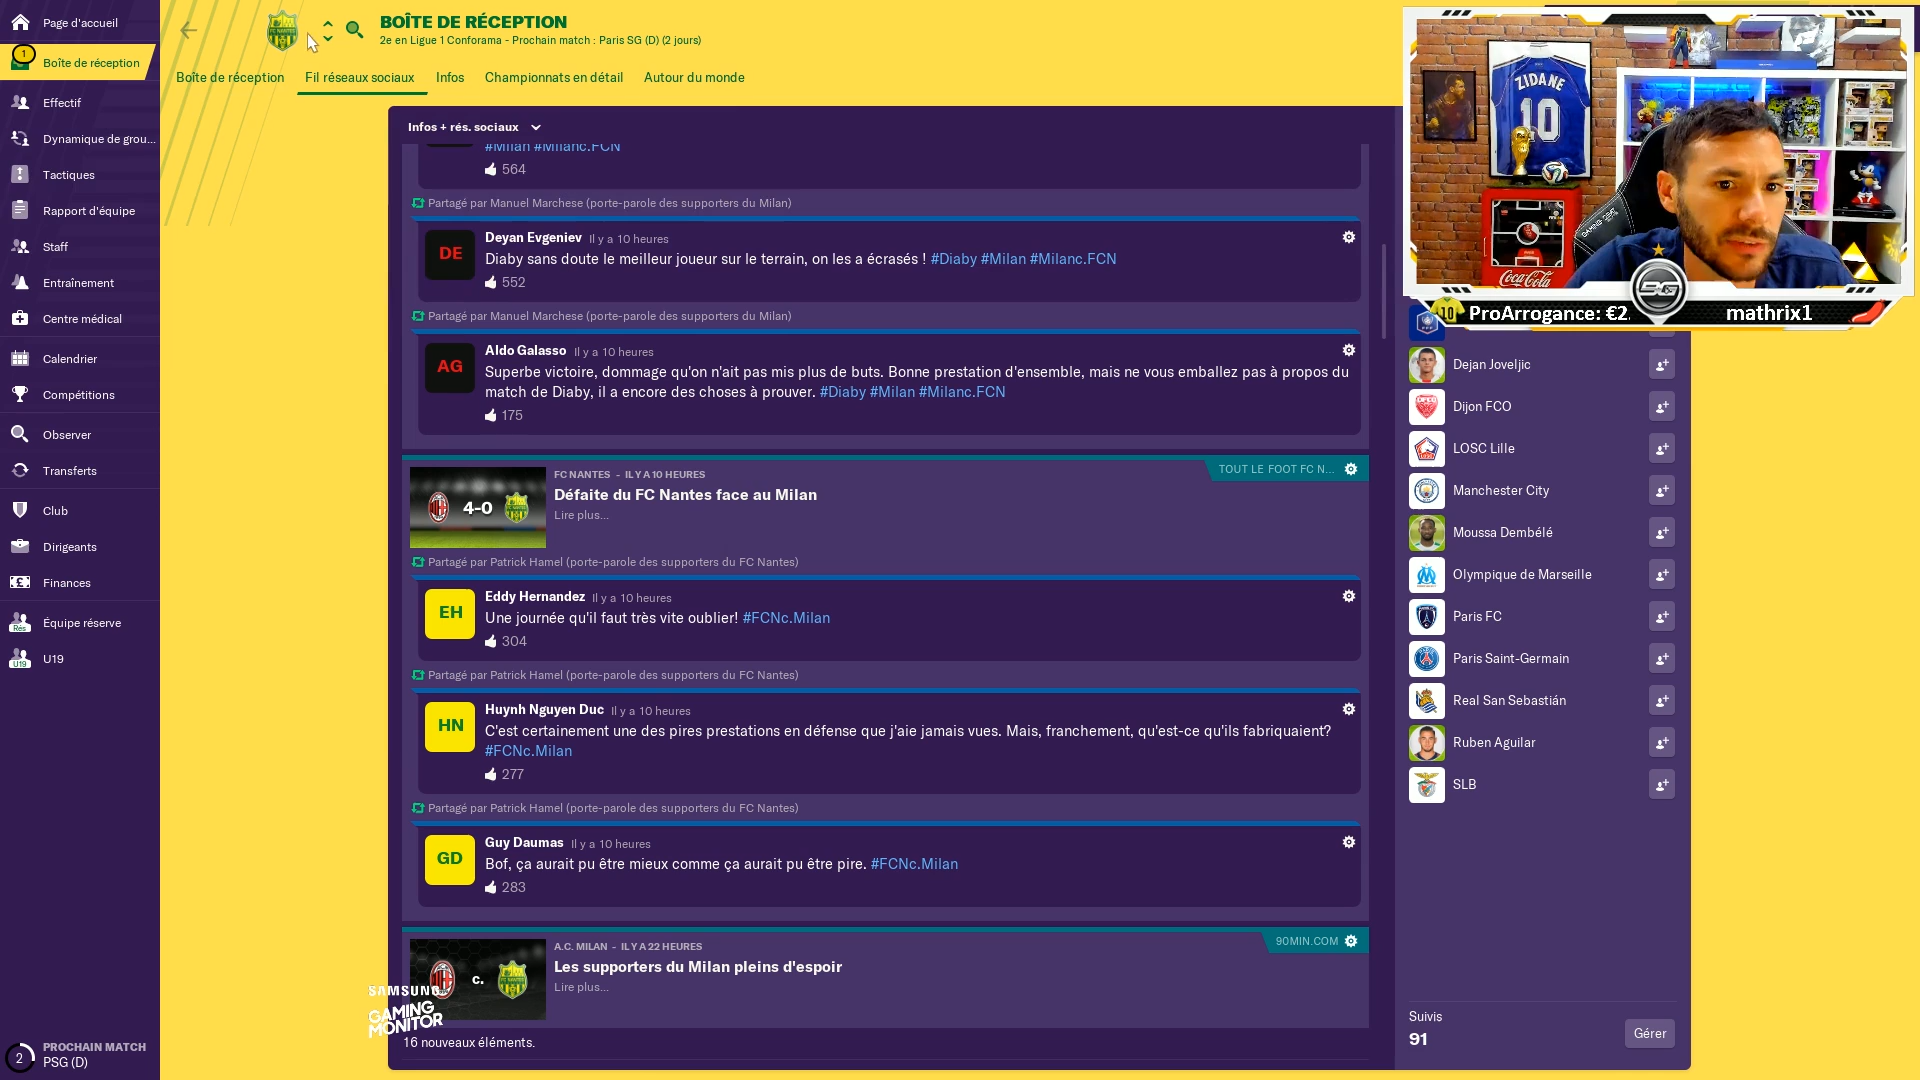 Page d'accueil
1
Boîte de réception
Effectif
Dynamique de grou...
Tactiques
Rapport d'équipe
Staff
Entraînement
Centre médical
Calendrier
Compétitions
Observer
Transferts
Club
Dirigeants
Finances
Rés
Équipe réserve
U19
U19
2
PROCHAIN MATCH
PSG (D)
BOÎTE DE RÉCEPTION
2e en Ligue 1 Conforama - Prochain match : Paris SG (D) (2 jours)
Boîte de réception
Fil réseaux sociaux
Infos
Championnats en détail
Autour du monde
Infos + rés. sociaux
#Milan #Milanc.FCN
564
Partagé par Manuel Marchese (porte-parole des supporters du Milan)
DE
Deyan Evgeniev Il y a 10 heures
Diaby sans doute le meilleur joueur sur le terrain, on les a écrasés ! #Diaby #Milan #Milanc.FCN
552
Partagé par Manuel Marchese (porte-parole des supporters du Milan)
AG
Aldo Galasso Il y a 10 heures
Superbe victoire, dommage qu'on n'ait pas mis plus de buts. Bonne prestation d'ensemble, mais ne vous emballez pas à propos du
match de Diaby, il a encore des choses à prouver. #Diaby #Milan #Milanc.FCN
175
4-0
FC NANTES - IL Y A 10 HEURES
TOUT LE FOOT FC N...
Défaite du FC Nantes face au Milan
Lire plus...
Partagé par Patrick Hamel (porte-parole des supporters du FC Nantes)
EH
Eddy Hernandez Il y a 10 heures
Une journée qu'il faut très vite oublier! #FCNc.Milan
304
Partagé par Patrick Hamel (porte-parole des supporters du FC Nantes)
HN
Huynh Nguyen Duc Il y a 10 heures
C'est certainement une des pires prestations en défense que j'aie jamais vues. Mais, franchement, qu'est-ce qu'ils fabriquaient?
#FCNc.Milan
277
Partagé par Patrick Hamel (porte-parole des supporters du FC Nantes)
GD
Guy Daumas Il y a 10 heures
Bof, ça aurait pu être mieux comme ça aurait pu être pire. #FCNc.Milan
283
c.
A.C. MILAN - IL Y A 22 HEURES
90MIN.COM
Les supporters du Milan pleins d'espoir
Lire plus...
SAMSUNG
GAMING
MONITOR
16 nouveaux éléments.
ZIDANE
10
Coca-Cola
10
ProArrogance: €2.
mathrix1
Dejan Joveljic
Dijon FCO
LOSC Lille
Manchester City
Moussa Dembélé
Olympique de Marseille
Paris FC
Paris Saint-Germain
Real San Sebastián
Ruben Aguilar
SLB
Suivis
91
Gérer